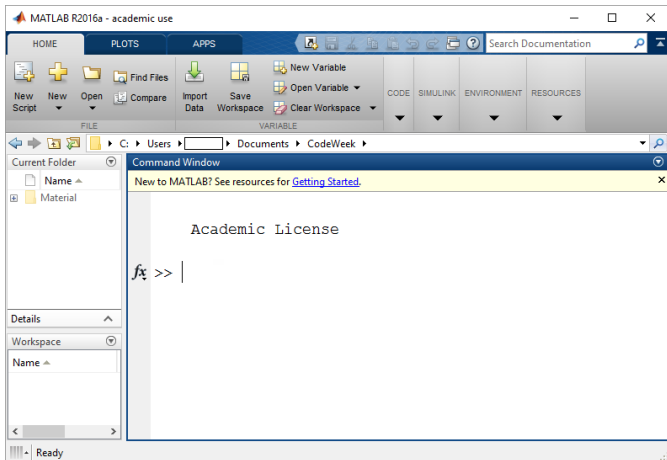 MATLAB R2016a - academic use
HOME PLOTS APPS Search Documentation
New Script New Open Find Files Compare Import Data Save Workspace New Variable Open Variable Clear Workspace CODE SIMULINK ENVIRONMENT RESOURCES
FILE VARIABLE
C: Users Documents CodeWeek
Current Folder
Name
Material
Details
Workspace
Name
Command Window
New to MATLAB? See resources for Getting Started.
Academic License
fx >>
Ready